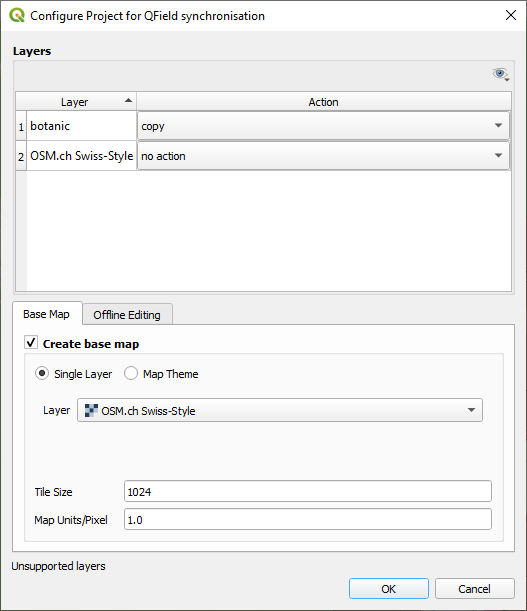 Configure Project for QField synchronisation
Layers
Layer Action
1 botanic copy
2 OSM.ch Swiss-Style no action
Base Map Offline Editing
Create base map
Single Layer Map Theme
Layer OSM.ch Swiss-Style
Tile Size 1024
Map Units/Pixel 1.0
Unsupported layers
OK Cancel